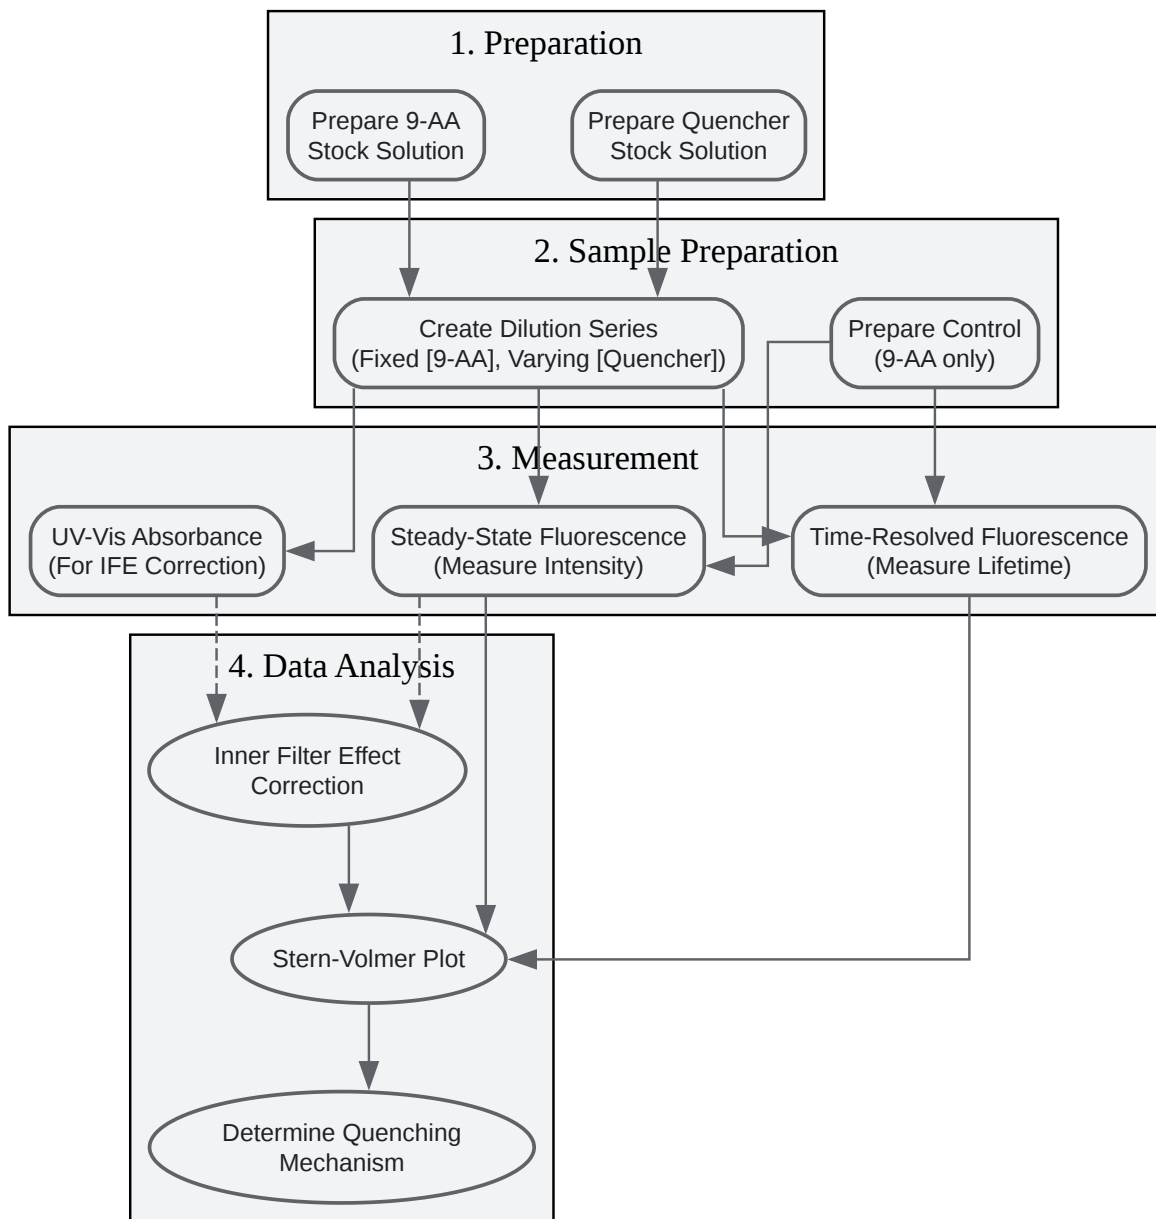 1. Preparation
Prepare 9-AA
Stock Solution
Prepare Quencher
Stock Solution
2. Sample Preparation
Create Dilution Series
(Fixed [9-AA], Varying [Quencher])
Prepare Control
(9-AA only)
3. Measurement
UV-Vis Absorbance
(For IFE Correction)
Steady-State Fluorescence
(Measure Intensity)
Time-Resolved Fluorescence
(Measure Lifetime)
4. Data Analysis
Inner Filter Effect
Correction
Stern-Volmer Plot
Determine Quenching
Mechanism